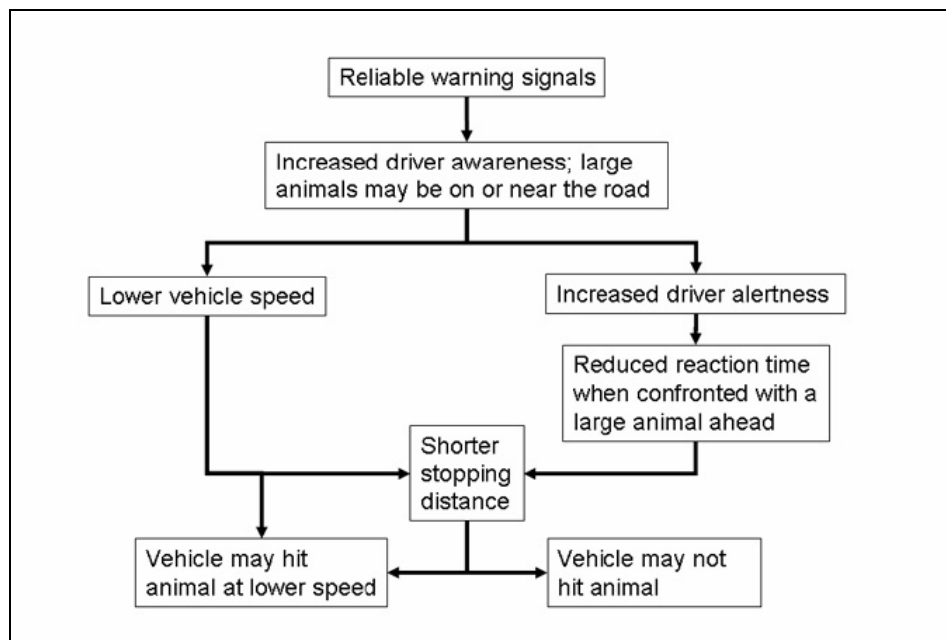 Reliable warning signals
Increased driver awareness; large
animals may be on or near the road
Lower vehicle speed
Increased driver alertness
Reduced reaction time
when confronted with a
large animal ahead
Shorter
stopping
distance
Vehicle may hit
animal at lower speed
Vehicle may not
hit animal